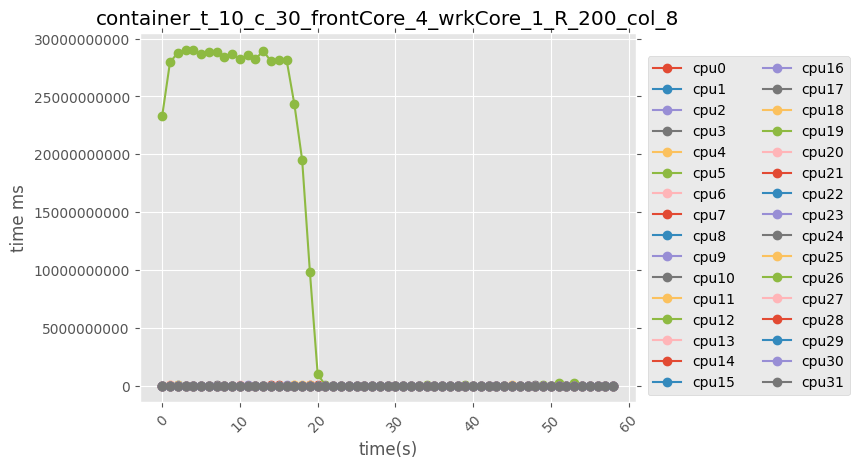 container_t_10_c_30_frontCore_4_wrkCore_1_R_200_col_8
time ms
30000000000
25000000000
20000000000
15000000000
10000000000
5000000000
0
0
10
20
30
40
50
60
time(s)
cpu0
cpu1
cpu2
cpu3
cpu4
cpu5
cpu6
cpu7
cpu8
cpu9
cpu10
cpu11
cpu12
cpu13
cpu14
cpu15
cpu16
cpu17
cpu18
cpu19
cpu20
cpu21
cpu22
cpu23
cpu24
cpu25
cpu26
cpu27
cpu28
cpu29
cpu30
cpu31